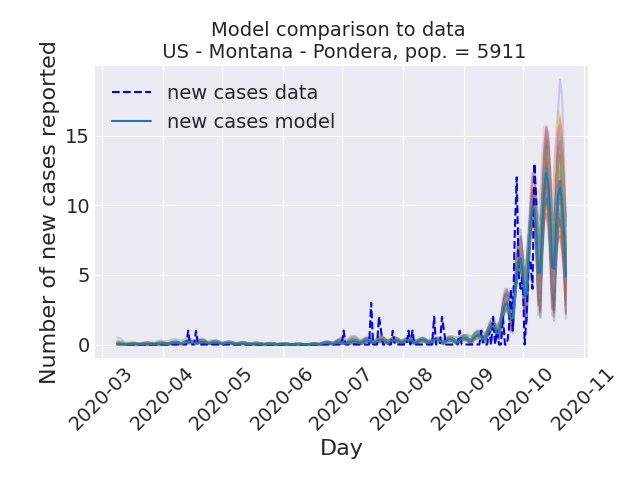 Model comparison to data
US - Montana - Pondera, pop. = 5911
new cases data
new cases model
Number of new cases reported
15
10
5
0
2020-03
2020-04
2020-05
2020-06
2020-07
2020-08
2020-09
2020-10
2020-11
Day